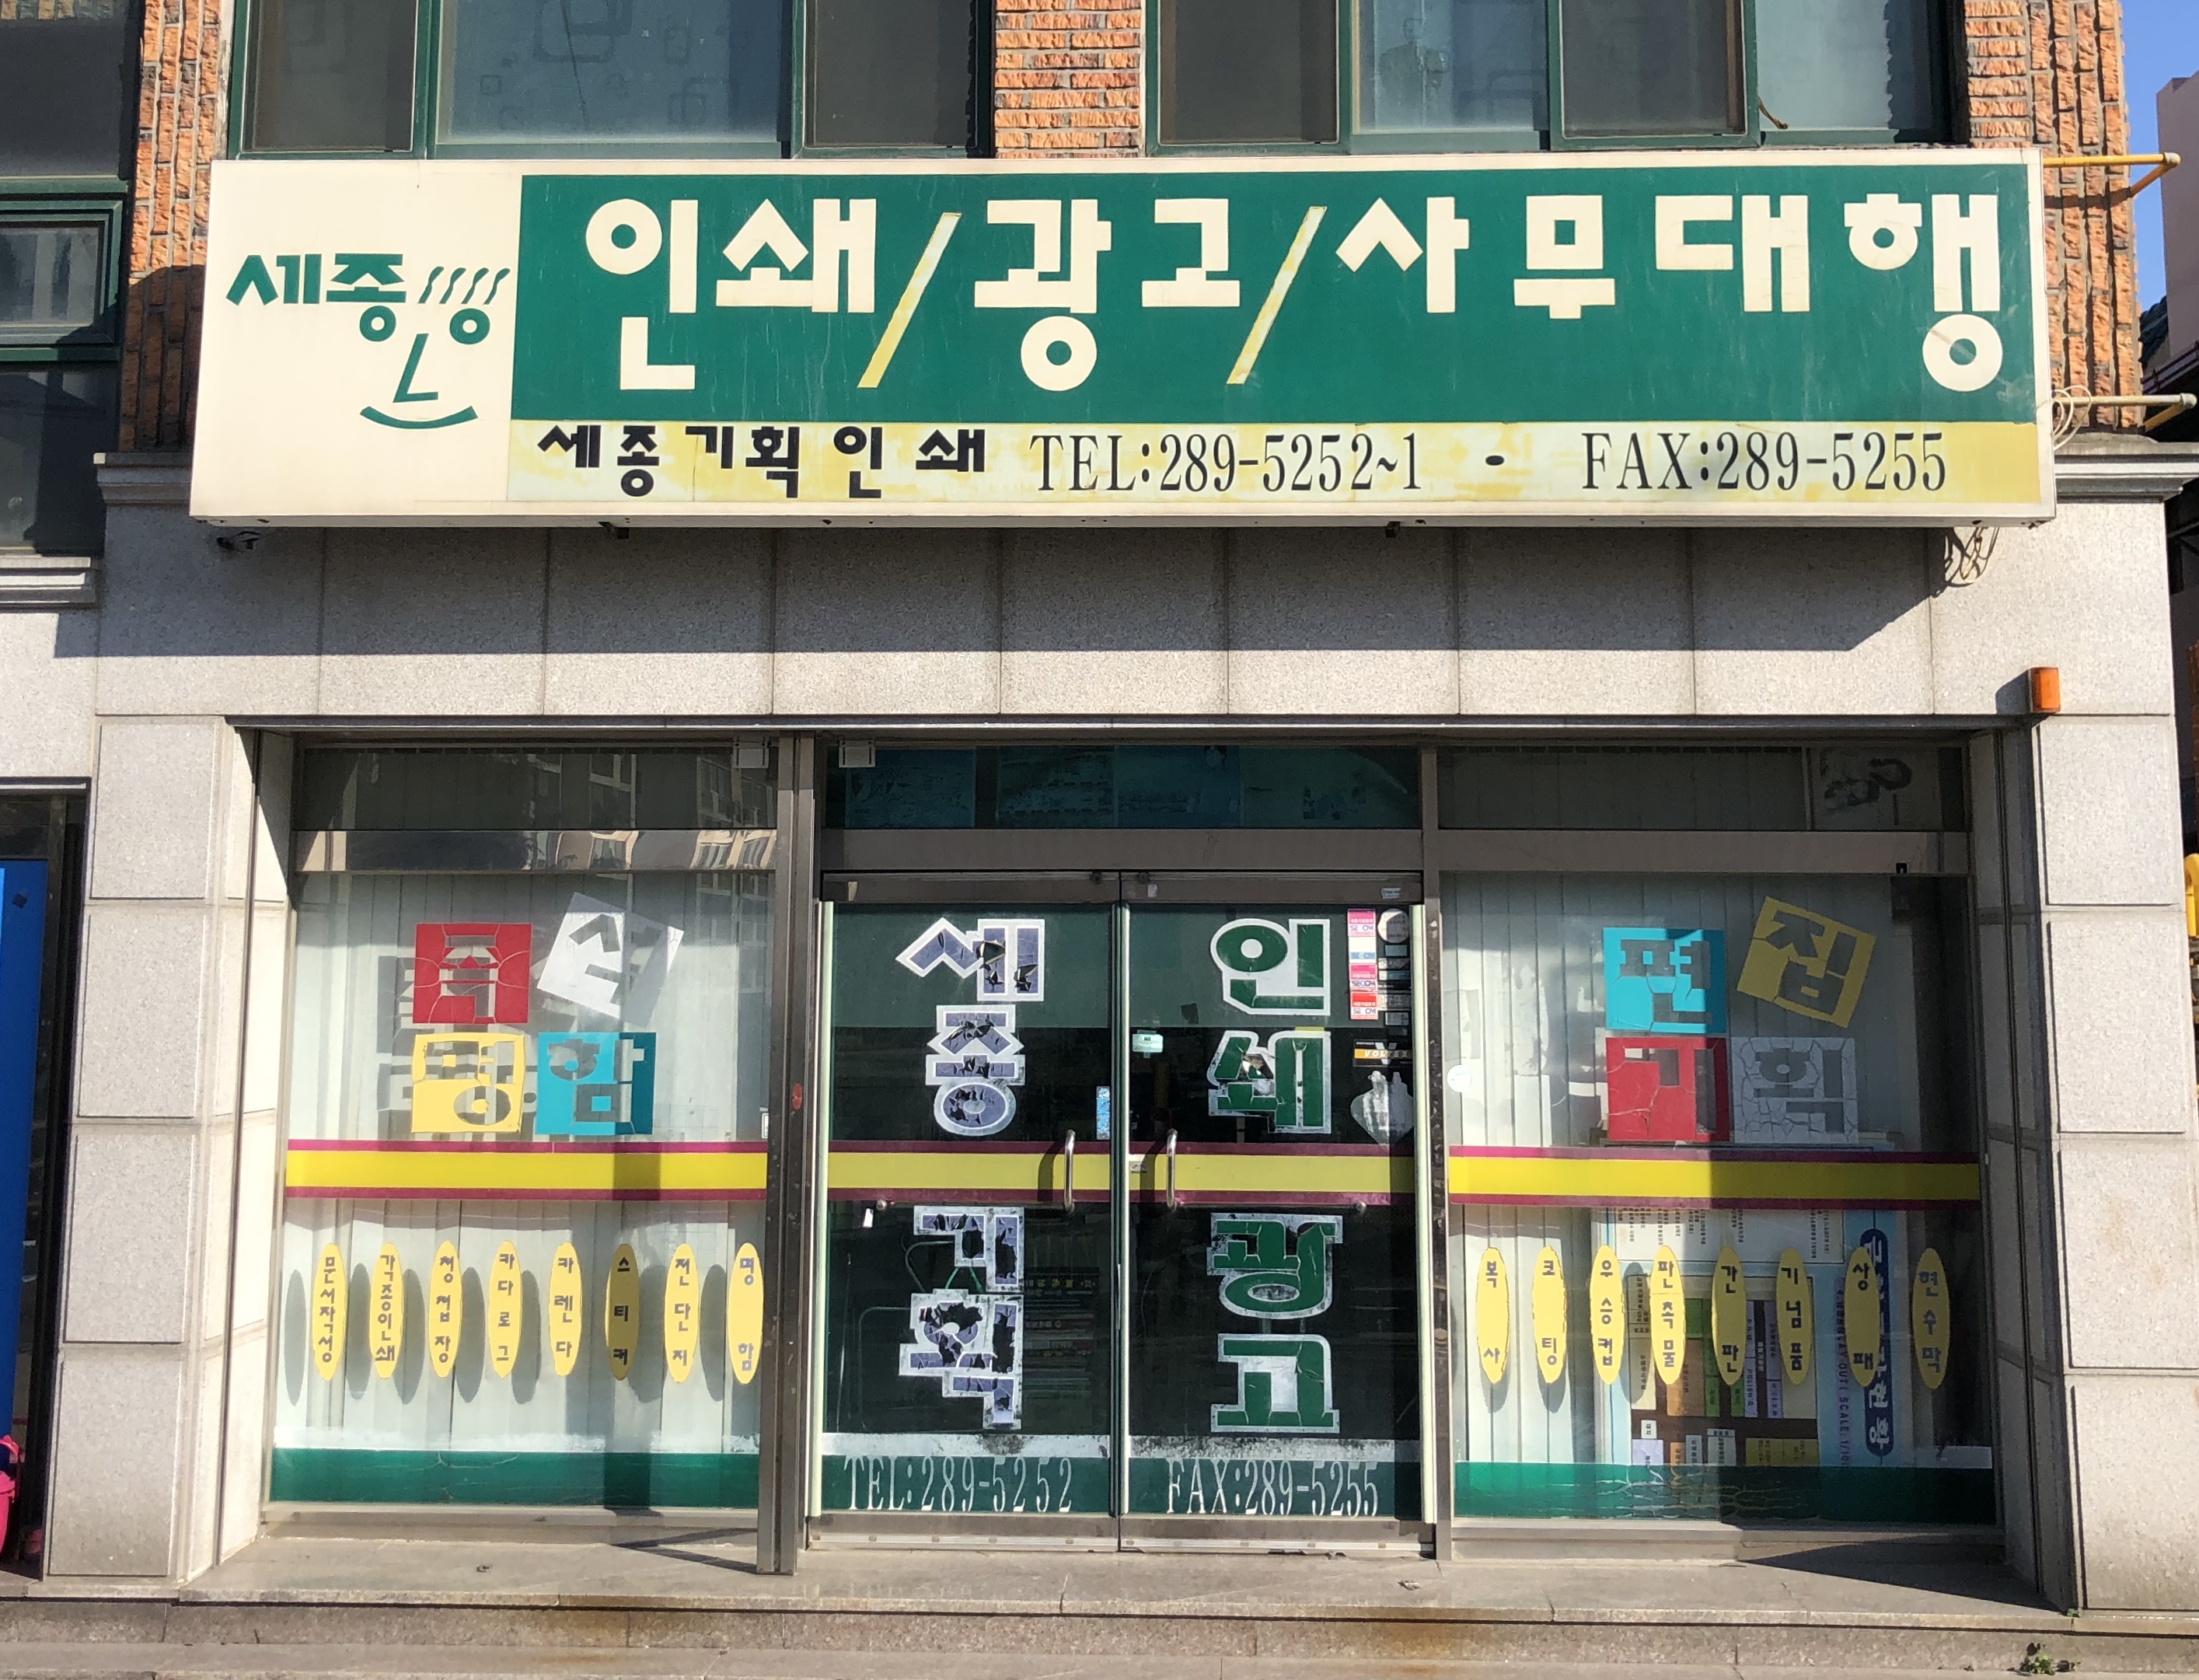 세종
인쇄/광고/사무대행
세종기획인쇄 TEL:289-5252~1 · FAX:289-5255
즉석
명함
세종
기획
인쇄
광고
편집
기획
문서작성
각종인쇄
청첩장
카다로그
카렌다
스티커
전단지
명함
TEL:289-5252
FAX:289-5255
복사
코팅
우승컵
판촉물
간판
기념품
상패
현수막